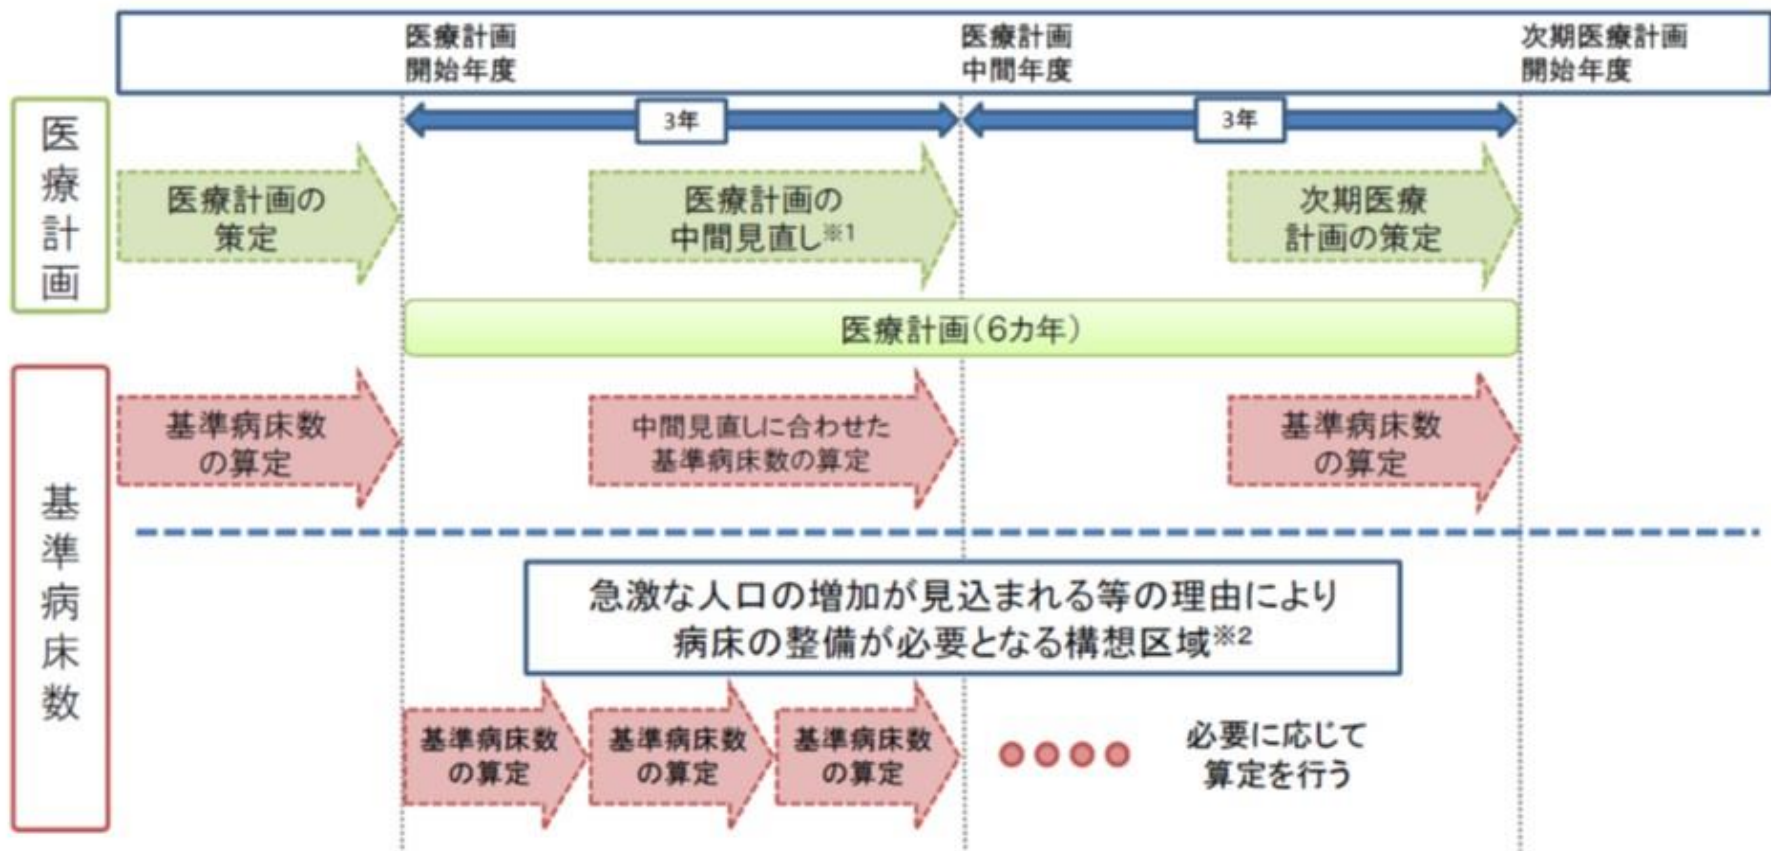 医療計画
開始年度
医療計画
中間年度
次期医療計画
開始年度
3年
3年
医療計画
医療計画の
策定
医療計画の
中間見直し※1
次期医療
計画の策定
医療計画(6カ年)
基準病床数
基準病床数
の算定
中間見直しに合わせた
基準病床数の算定
基準病床数
の算定
急激な人口の増加が見込まれる等の理由により
病床の整備が必要となる構想区域※2
基準病床数
の算定
基準病床数
の算定
基準病床数
の算定
必要に応じて
算定を行う